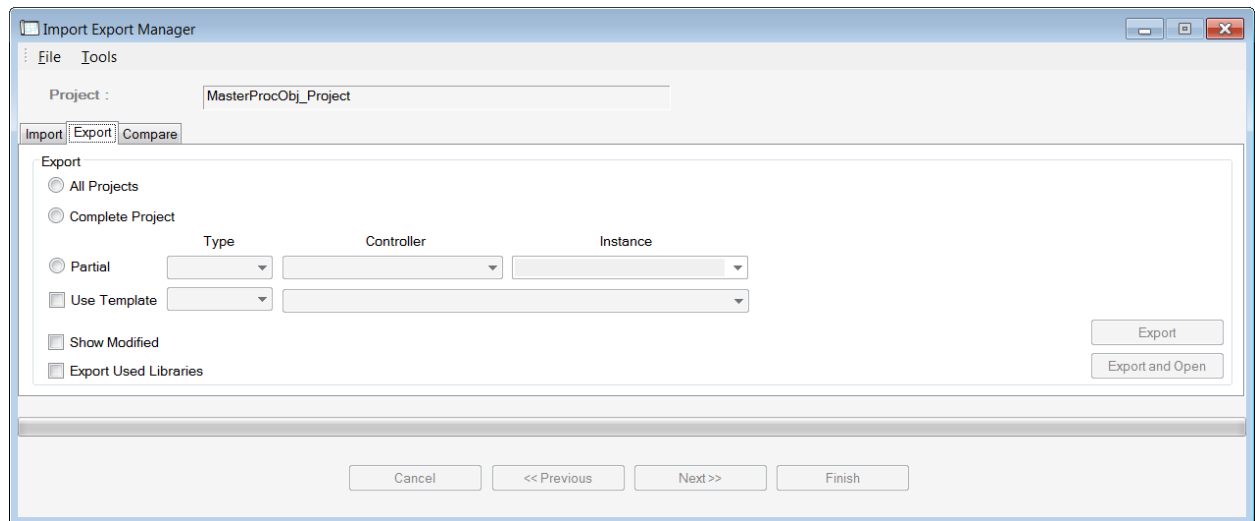 Import Export Manager
File Tools
Project : MasterProcObj_Project
Import Export Compare
Export
All Projects
Complete Project
Type Controller Instance
Partial
Use Template
Show Modified
Export
Export Used Libraries
Export and Open
Cancel << Previous Next >> Finish